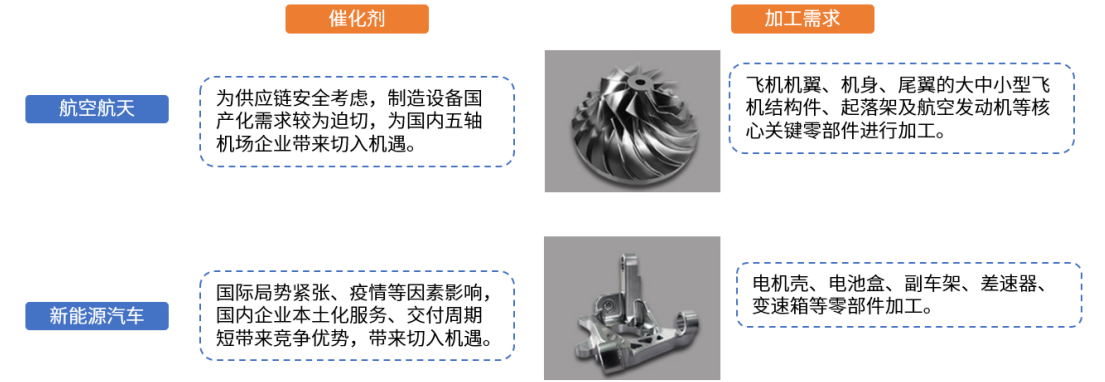 催化剂
加工需求
航空航天
为供应链安全考虑，制造设备国
产化需求较为迫切，为国内五轴
机场企业带来切入机遇。
飞机机翼、机身、尾翼的大中小型飞
机结构件、起落架及航空发动机等核
心关键零部件进行加工。
新能源汽车
国际局势紧张、疫情等因素影响，
国内企业本土化服务、交付周期
短带来竞争优势，带来切入机遇。
电机壳、电池盒、副车架、差速器、
变速箱等零部件加工。